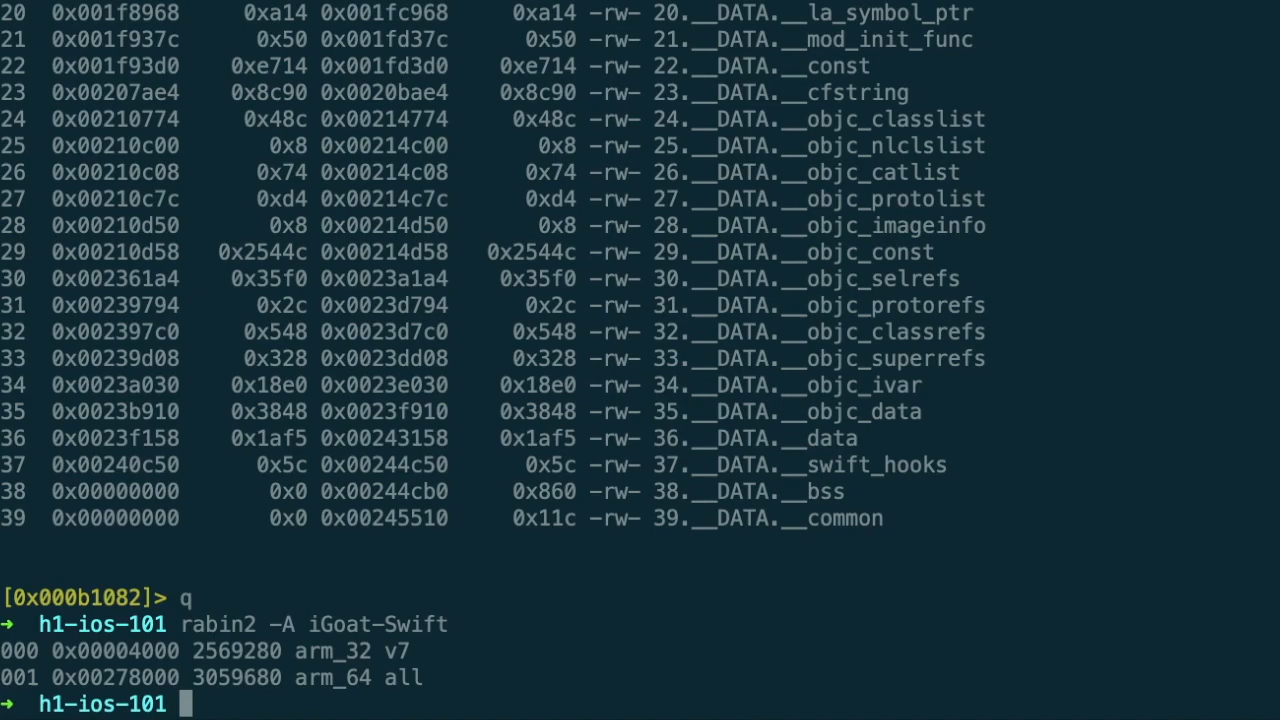 20  0x001f8968     0xa14 0x001fc968     0xa14 -rw- 20.__DATA.__la_symbol_ptr
21  0x001f937c      0x50 0x001fd37c      0x50 -rw- 21.__DATA.__mod_init_func
22  0x001f93d0    0xe714 0x001fd3d0    0xe714 -rw- 22.__DATA.__const
23  0x00207ae4    0x8c90 0x0020bae4    0x8c90 -rw- 23.__DATA.__cfstring
24  0x00210774     0x48c 0x00214774     0x48c -rw- 24.__DATA.__objc_classlist
25  0x00210c00       0x8 0x00214c00       0x8 -rw- 25.__DATA.__objc_nlclslist
26  0x00210c08      0x74 0x00214c08      0x74 -rw- 26.__DATA.__objc_catlist
27  0x00210c7c      0xd4 0x00214c7c      0xd4 -rw- 27.__DATA.__objc_protolist
28  0x00210d50       0x8 0x00214d50       0x8 -rw- 28.__DATA.__objc_imageinfo
29  0x00210d58   0x2544c 0x00214d58   0x2544c -rw- 29.__DATA.__objc_const
30  0x002361a4    0x35f0 0x0023a1a4    0x35f0 -rw- 30.__DATA.__objc_selrefs
31  0x00239794      0x2c 0x0023d794      0x2c -rw- 31.__DATA.__objc_protorefs
32  0x002397c0     0x548 0x0023d7c0     0x548 -rw- 32.__DATA.__objc_classrefs
33  0x00239d08     0x328 0x0023dd08     0x328 -rw- 33.__DATA.__objc_superrefs
34  0x0023a030    0x18e0 0x0023e030    0x18e0 -rw- 34.__DATA.__objc_ivar
35  0x0023b910    0x3848 0x0023f910    0x3848 -rw- 35.__DATA.__objc_data
36  0x0023f158    0x1af5 0x00243158    0x1af5 -rw- 36.__DATA.__data
37  0x00240c50      0x5c 0x00244c50      0x5c -rw- 37.__DATA.__swift_hooks
38  0x00000000       0x0 0x00244cb0     0x860 -rw- 38.__DATA.__bss
39  0x00000000       0x0 0x00245510     0x11c -rw- 39.__DATA.__common
[0x000b1082]> q
➜  h1-ios-101 rabin2 -A iGoat-Swift
000 0x00004000 2569280 arm_32 v7
001 0x00278000 3059680 arm_64 all
➜  h1-ios-101